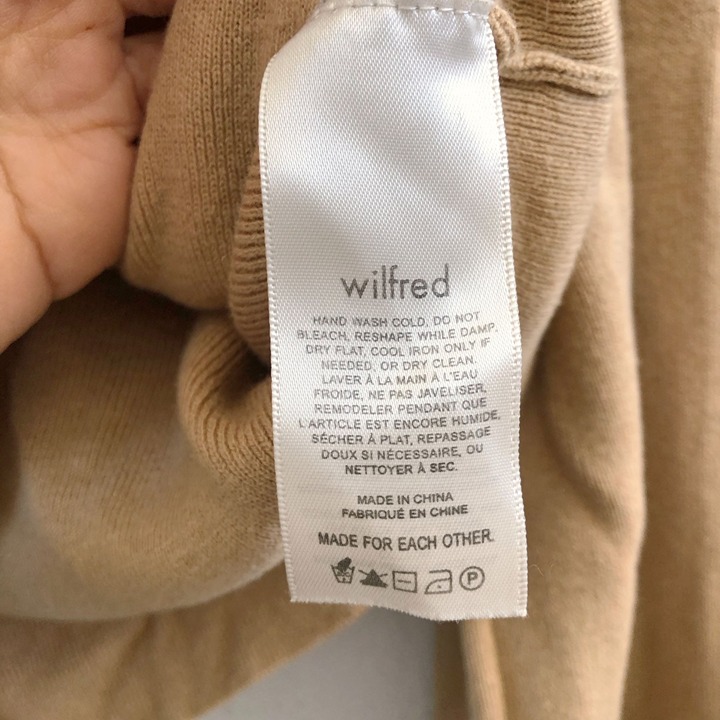 wilfred
HAND WASH COLD, DO NOT
BLEACH, RESHAPE WHILE DAMP.
DRY FLAT, COOL IRON ONLY IF
NEEDED, OR DRY CLEAN.
LAVER À LA MAIN À L'EAU
FROIDE, NE PAS JAVELISER,
REMODELER PENDANT QUE
L'ARTICLE EST ENCORE HUMIDE,
SÉCHER À PLAT, REPASSAGE
DOUX SI NÉCESSAIRE, OU
NETTOYER À SEC.
MADE IN CHINA
FABRIQUÉ EN CHINE
MADE FOR EACH OTHER.
P